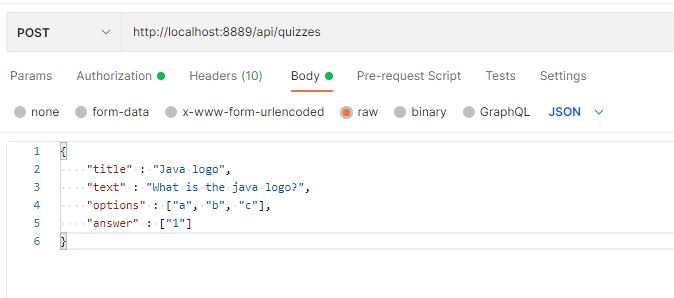 POST http://localhost:8889/api/quizzes
Params Authorization Headers (10) Body Pre-request Script Tests Settings
none form-data x-www-form-urlencoded raw binary GraphQL JSON
1 {
2 "title" : "Java logo",
3 "text" : "What is the java logo?",
4 "options" : ["a", "b", "c"],
5 "answer" : ["1"]
6 }